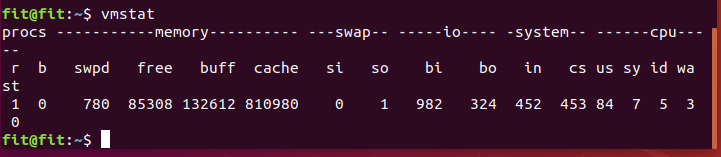 fit@fit:~$ vmstat
procs -----------memory---------- ---swap-- -----io---- -system-- ------cpu---
--
 r  b   swpd   free   buff  cache   si   so    bi    bo   in   cs us sy id wa
st
 1  0    780  85308 132612 810980    0    1   982   324  452  453 84  7  5  3
 0
fit@fit:~$